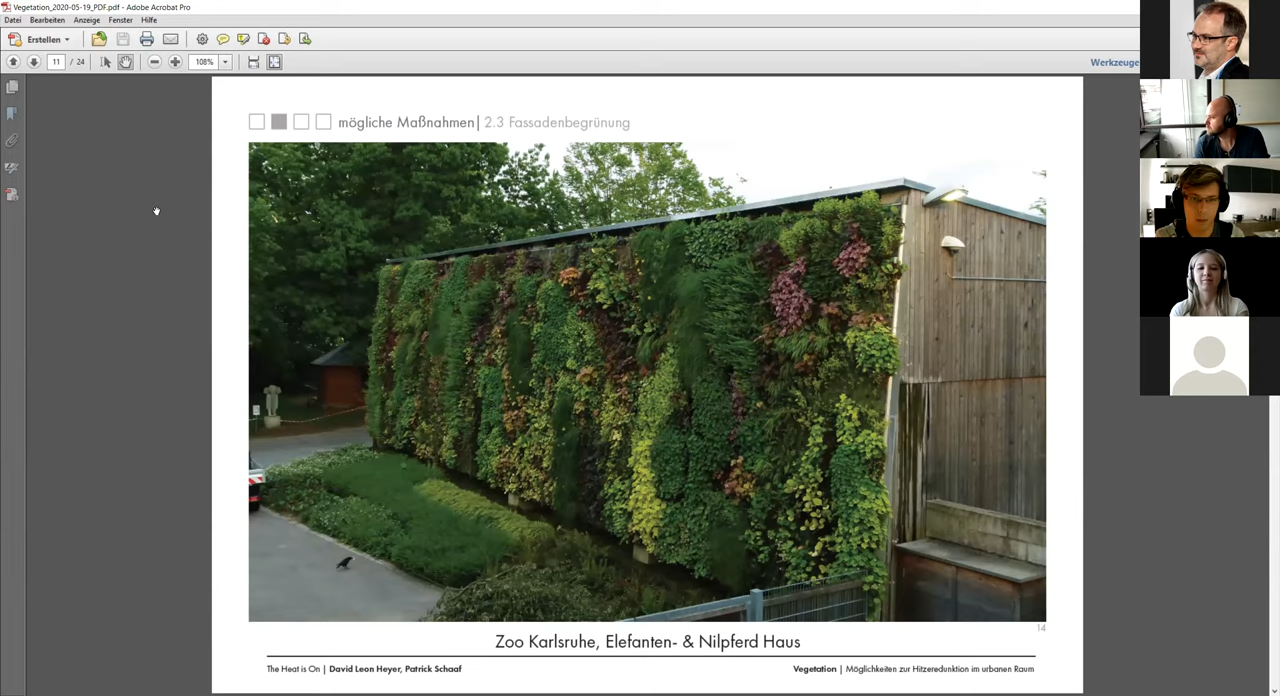 Vegetation_2020-05-19_PDF.pdf - Adobe Acrobat Pro
Datei Bearbeiten Anzeige Fenster Hilfe
Erstellen
11 / 24 108%
Werkzeuge
mögliche Maßnahmen| 2.3 Fassadenbegrünung
14
Zoo Karlsruhe, Elefanten- & Nilpferd Haus
The Heat is On | David Leon Heyer, Patrick Schaaf
Vegetation | Möglichkeiten zur Hitzeredunktion im urbanen Raum